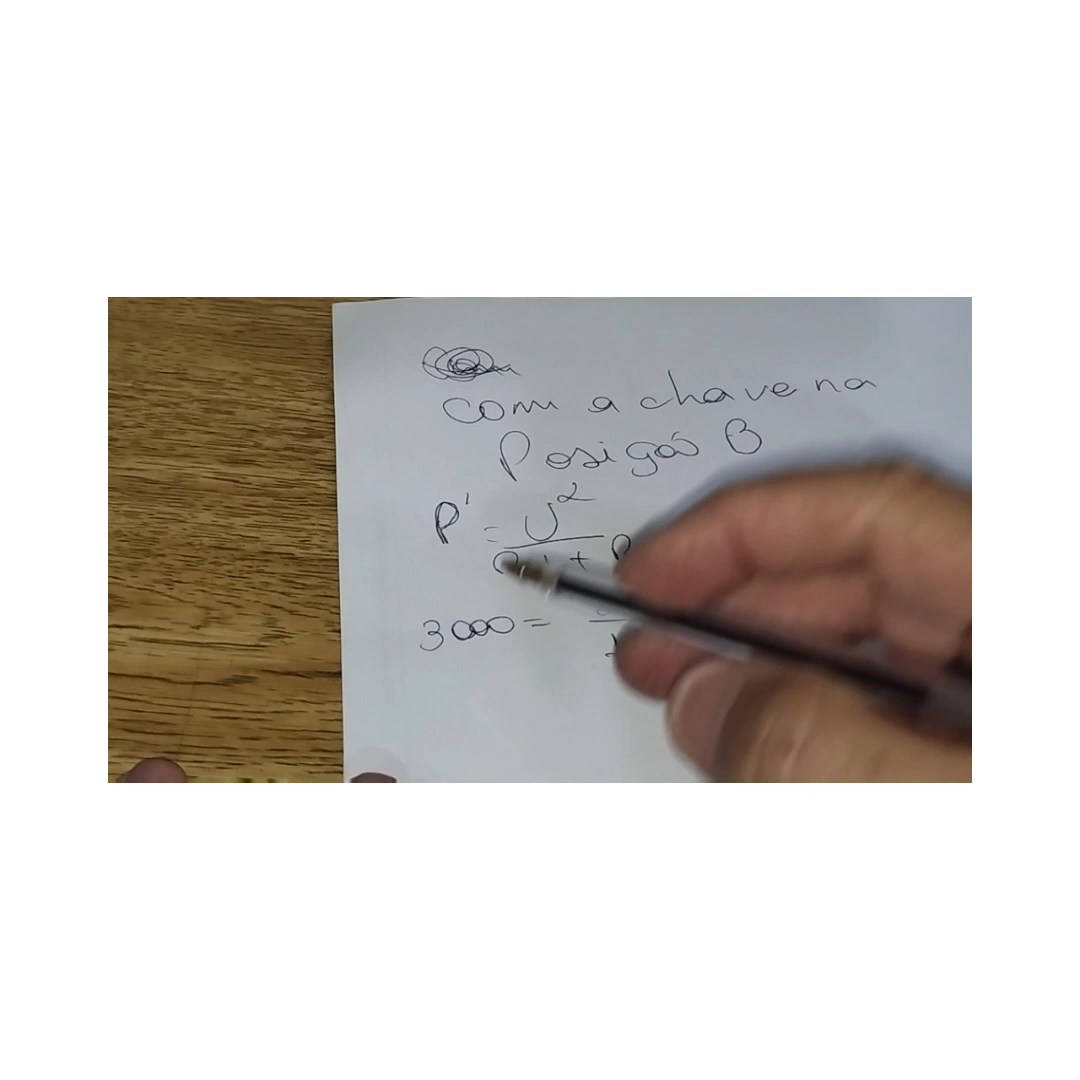 Com a chave na
Posição B
P' = U²
+
3000 =